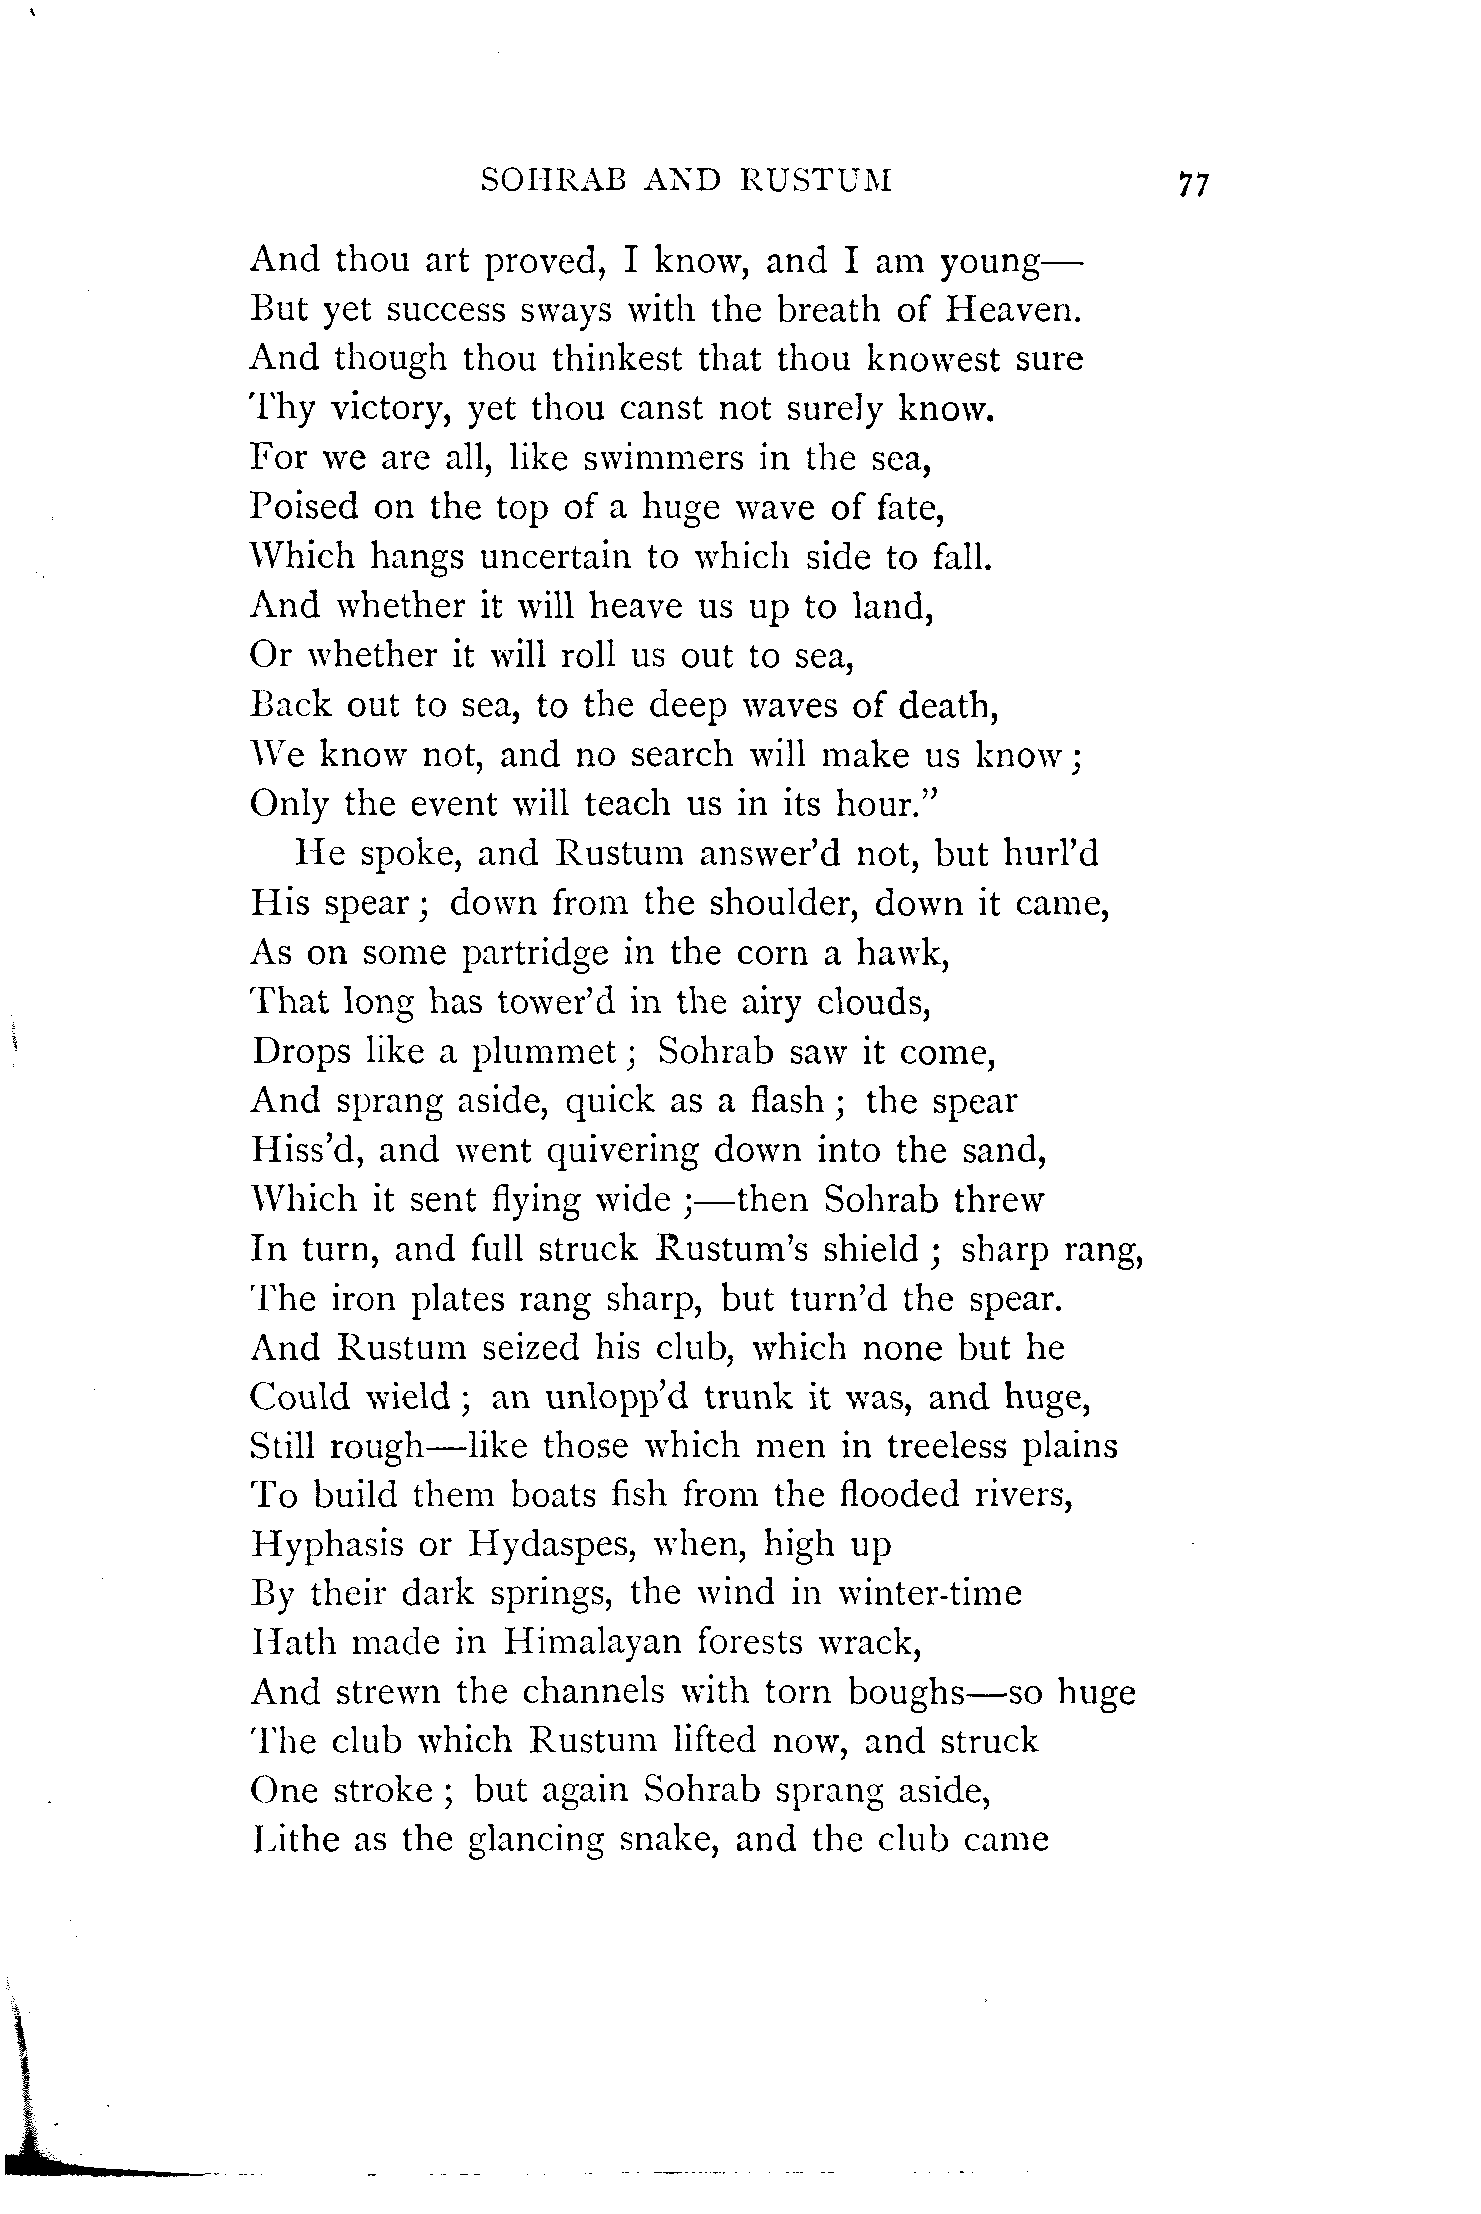 SOHRAB AND RUSTUM 77
And thou art proved, I know, and I am young—
But yet success sways with the breath of Heaven.
And though thou thinkest that thou knowest sure
Thy victory, yet thou canst not surely know.
For we are all, like swimmers in the sea,
Poised on the top of a huge wave of fate,
Which hangs uncertain to which side to fall.
And whether it will heave us up to land,
Or whether it will roll us out to sea,
Back out to sea, to the deep waves of death,
We know not, and no search will make us know;
Only the event will teach us in its hour.”
He spoke, and Rustum answer’d not, but hurl’d
His spear; down from the shoulder, down it came,
As on some partridge in the corn a hawk,
That long has tower’d in the airy clouds,
Drops like a plummet; Sohrab saw it come,
And sprang aside, quick as a flash; the spear
Hiss’d, and went quivering down into the sand,
Which it sent flying wide;—then Sohrab threw
In turn, and full struck Rustum’s shield; sharp rang,
The iron plates rang sharp, but turn’d the spear.
And Rustum seized his club, which none but he
Could wield; an unlopp’d trunk it was, and huge,
Still rough—like those which men in treeless plains
To build them boats fish from the flooded rivers,
Hyphasis or Hydaspes, when, high up
By their dark springs, the wind in winter-time
Hath made in Himalayan forests wrack,
And strewn the channels with torn boughs—so huge
The club which Rustum lifted now, and struck
One stroke; but again Sohrab sprang aside,
Lithe as the glancing snake, and the club came